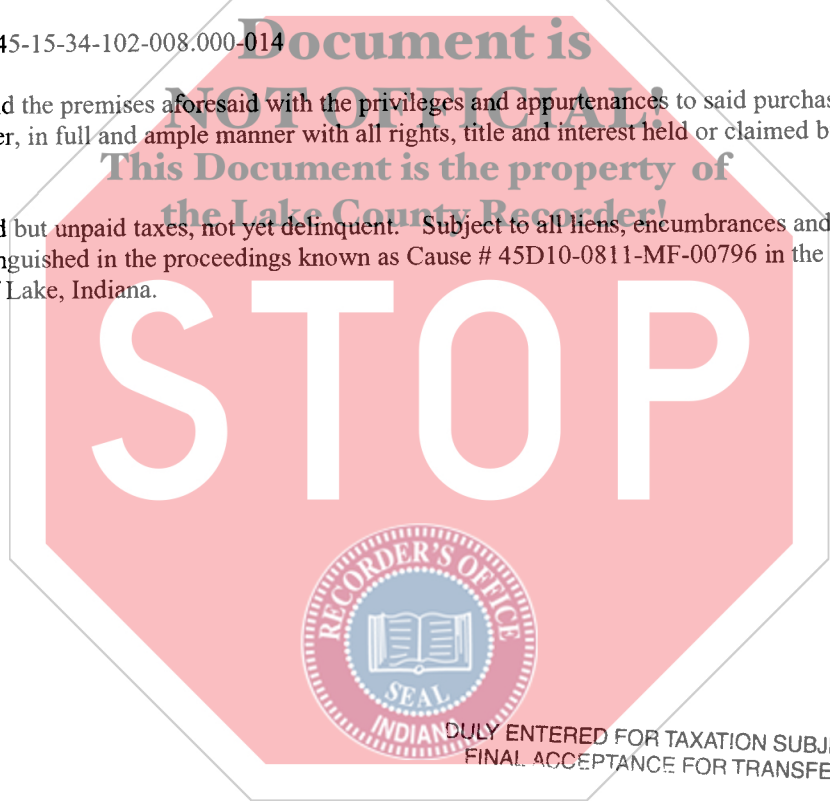 45-15-34-102-008.000-014
Document is
NOT OFFICIAL!
d the premises aforesaid with the privileges and appurtenances to said purchas
er, in full and ample manner with all rights, title and interest held or claimed b
This Document is the property of
the Lake County Recorder!
d but unpaid taxes, not yet delinquent. Subject to all liens, encumbrances and
nguished in the proceedings known as Cause # 45D10-0811-MF-00796 in the
f Lake, Indiana.
STOP
RECORDER'S OFFICE
SEAL
INDIANA
DULY ENTERED FOR TAXATION SUBJ
FINAL ACCEPTANCE FOR TRANSFE